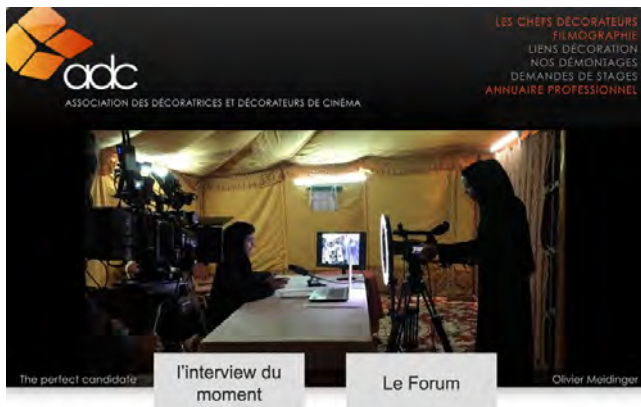 adc
ASSOCIATION DES DÉCORATRICES ET DÉCORATEURS DE CINÉMA
LES CHEFS DÉCORATEURS
FILMOGRAPHIE
LIENS DÉCORATION
NOS DÉMONTAGES
DEMANDES DE STAGES
ANNUAIRE PROFESSIONNEL
The perfect candidate
l'interview du
moment
Le Forum
Olivier Meidinger